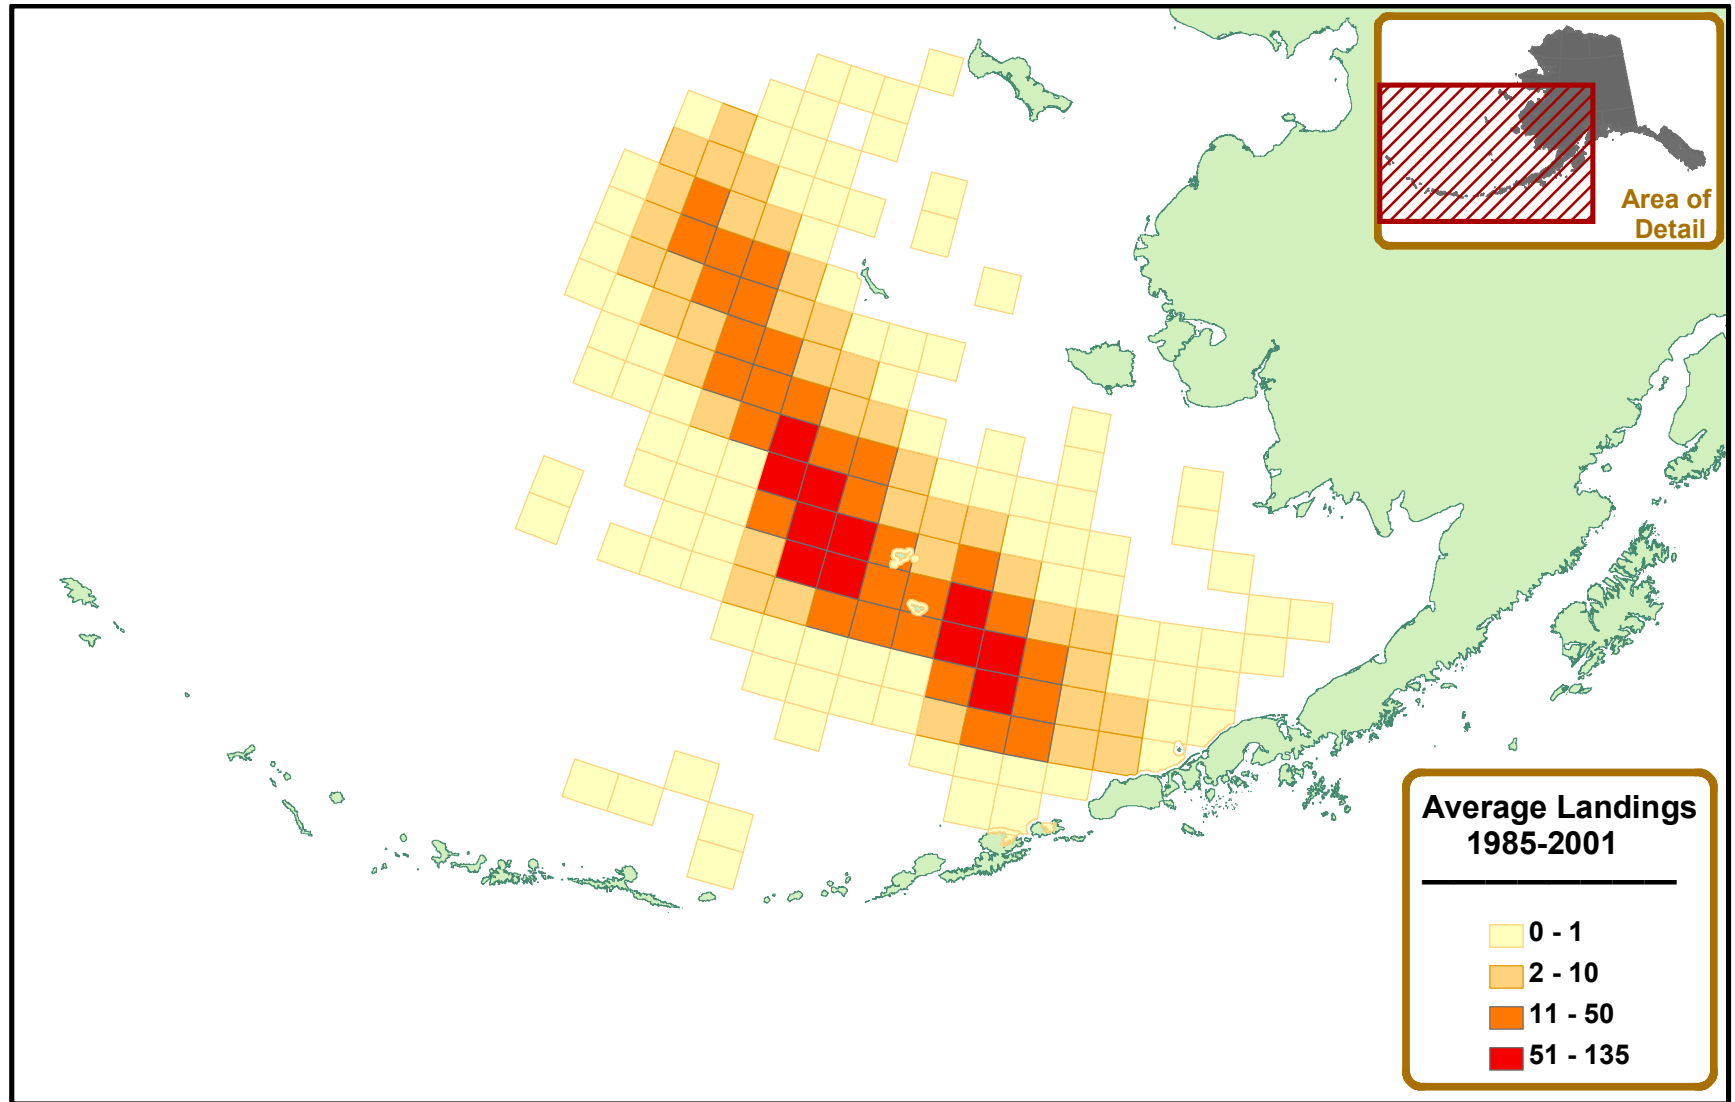 Area of
Detail
Average Landings
1985-2001
0 - 1
2 - 10
11 - 50
51 - 135